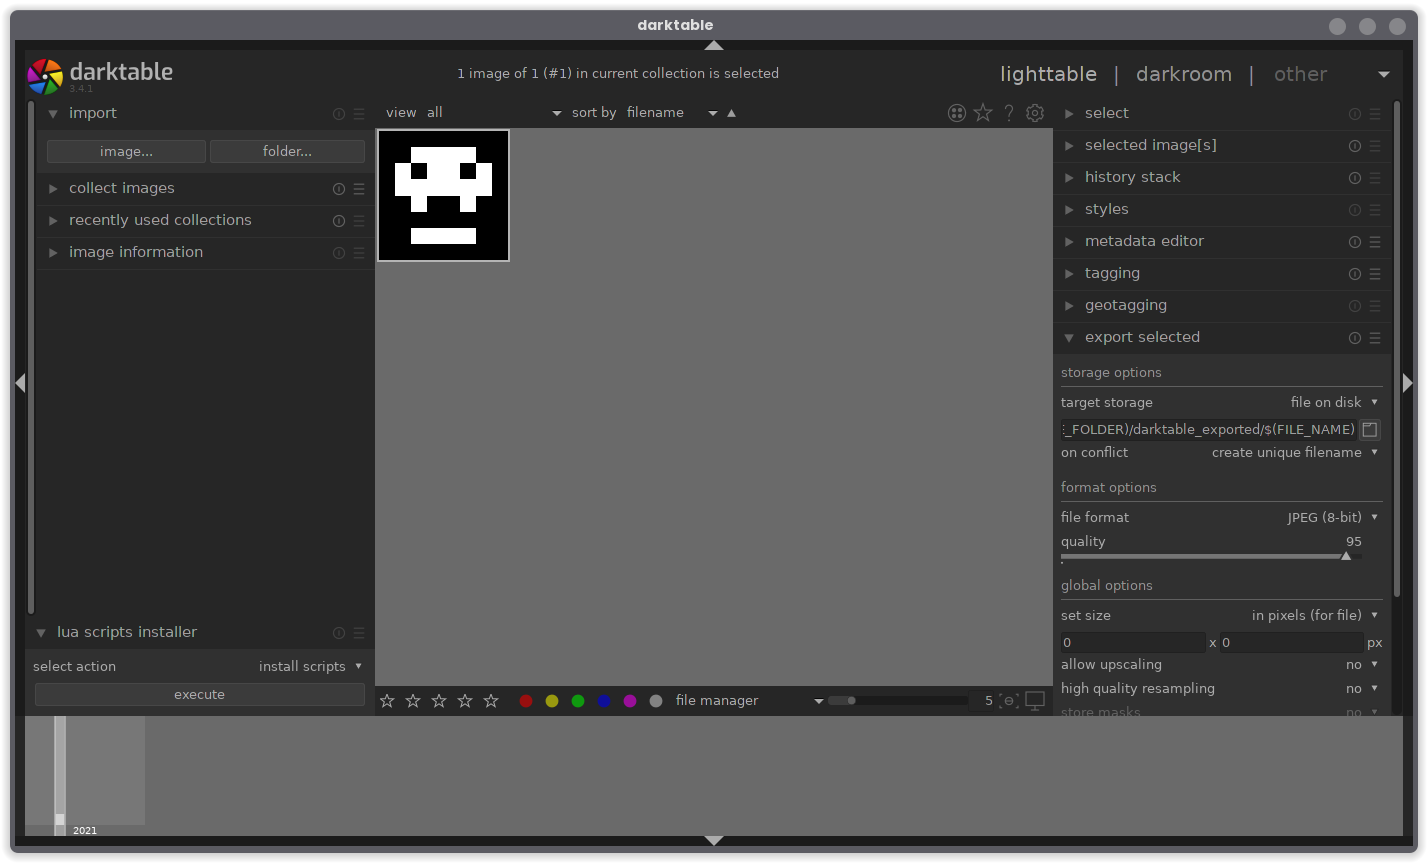 darktable
darktable
3.4.1
1 image of 1 (#1) in current collection is selected
lighttable | darkroom | other
import
image...
folder...
collect images
recently used collections
image information
lua scripts installer
select action install scripts
execute
view all sort by filename
file manager 5
select
selected image[s]
history stack
styles
metadata editor
tagging
geotagging
export selected
storage options
target storage file on disk
_FOLDER)/darktable_exported/$(FILE_NAME)
on conflict create unique filename
format options
file format JPEG (8-bit)
quality 95
global options
set size in pixels (for file)
0 x 0 px
allow upscaling no
high quality resampling no
store masks no
2021